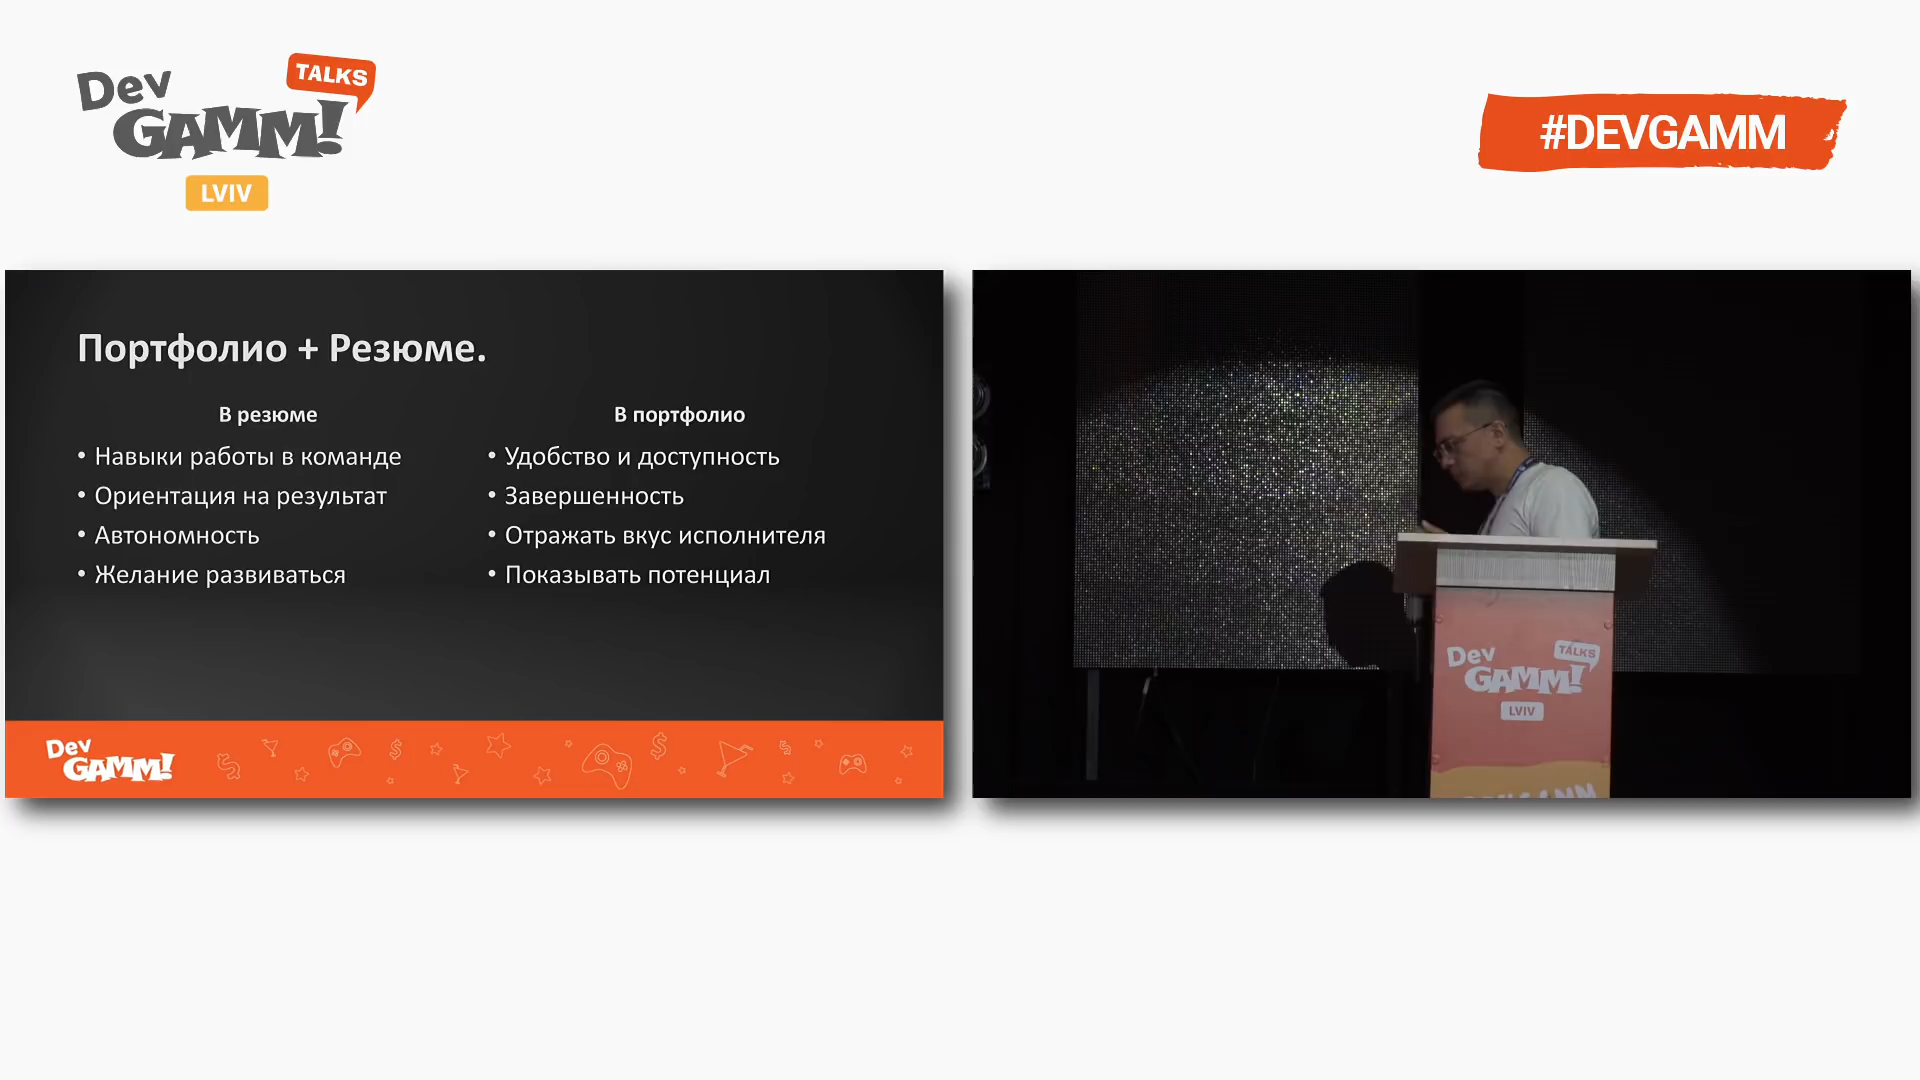 Dev
TALKS
GAMM!
LVIV
#DEVGAMM
Портфолио + Резюме.
В резюме
• Навыки работы в команде
• Ориентация на результат
• Автономность
• Желание развиваться
В портфолио
• Удобство и доступность
• Завершенность
• Отражать вкус исполнителя
• Показывать потенциал
Dev
GAMM!
Dev
TALKS
GAMM!
LVIV